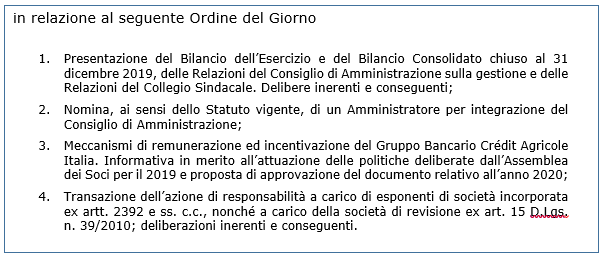 in relazione al seguente Ordine del Giorno
1. Presentazione del Bilancio dell’Esercizio e del Bilancio Consolidato chiuso al 31
dicembre 2019, delle Relazioni del Consiglio di Amministrazione sulla gestione e delle
Relazioni del Collegio Sindacale. Delibere inerenti e conseguenti;
2. Nomina, ai sensi dello Statuto vigente, di un Amministratore per integrazione del
Consiglio di Amministrazione;
3. Meccanismi di remunerazione ed incentivazione del Gruppo Bancario Crédit Agricole
Italia. Informativa in merito all’attuazione delle politiche deliberate dall’Assemblea
dei Soci per il 2019 e proposta di approvazione del documento relativo all’anno 2020;
4. Transazione dell’azione di responsabilità a carico di esponenti di società incorporata
ex artt. 2392 e ss. c.c., nonché a carico della società di revisione ex art. 15 D.Lgs.
n. 39/2010; deliberazioni inerenti e conseguenti.